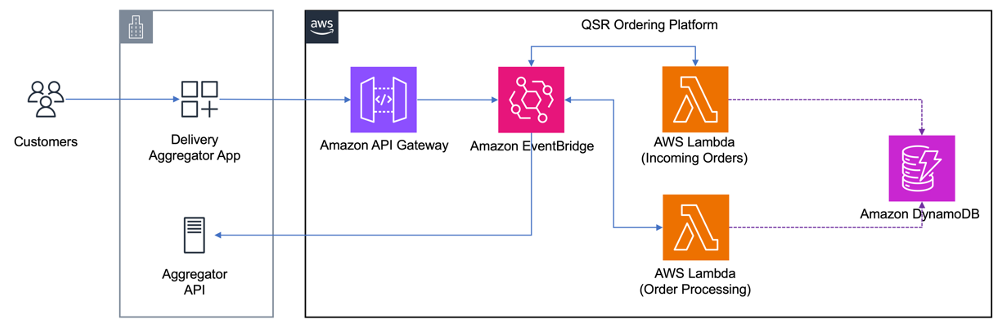 aws
QSR Ordering Platform
Customers
Delivery
Aggregator App
Amazon API Gateway
Amazon EventBridge
AWS Lambda
(Incoming Orders)
Amazon DynamoDB
Aggregator
API
AWS Lambda
(Order Processing)